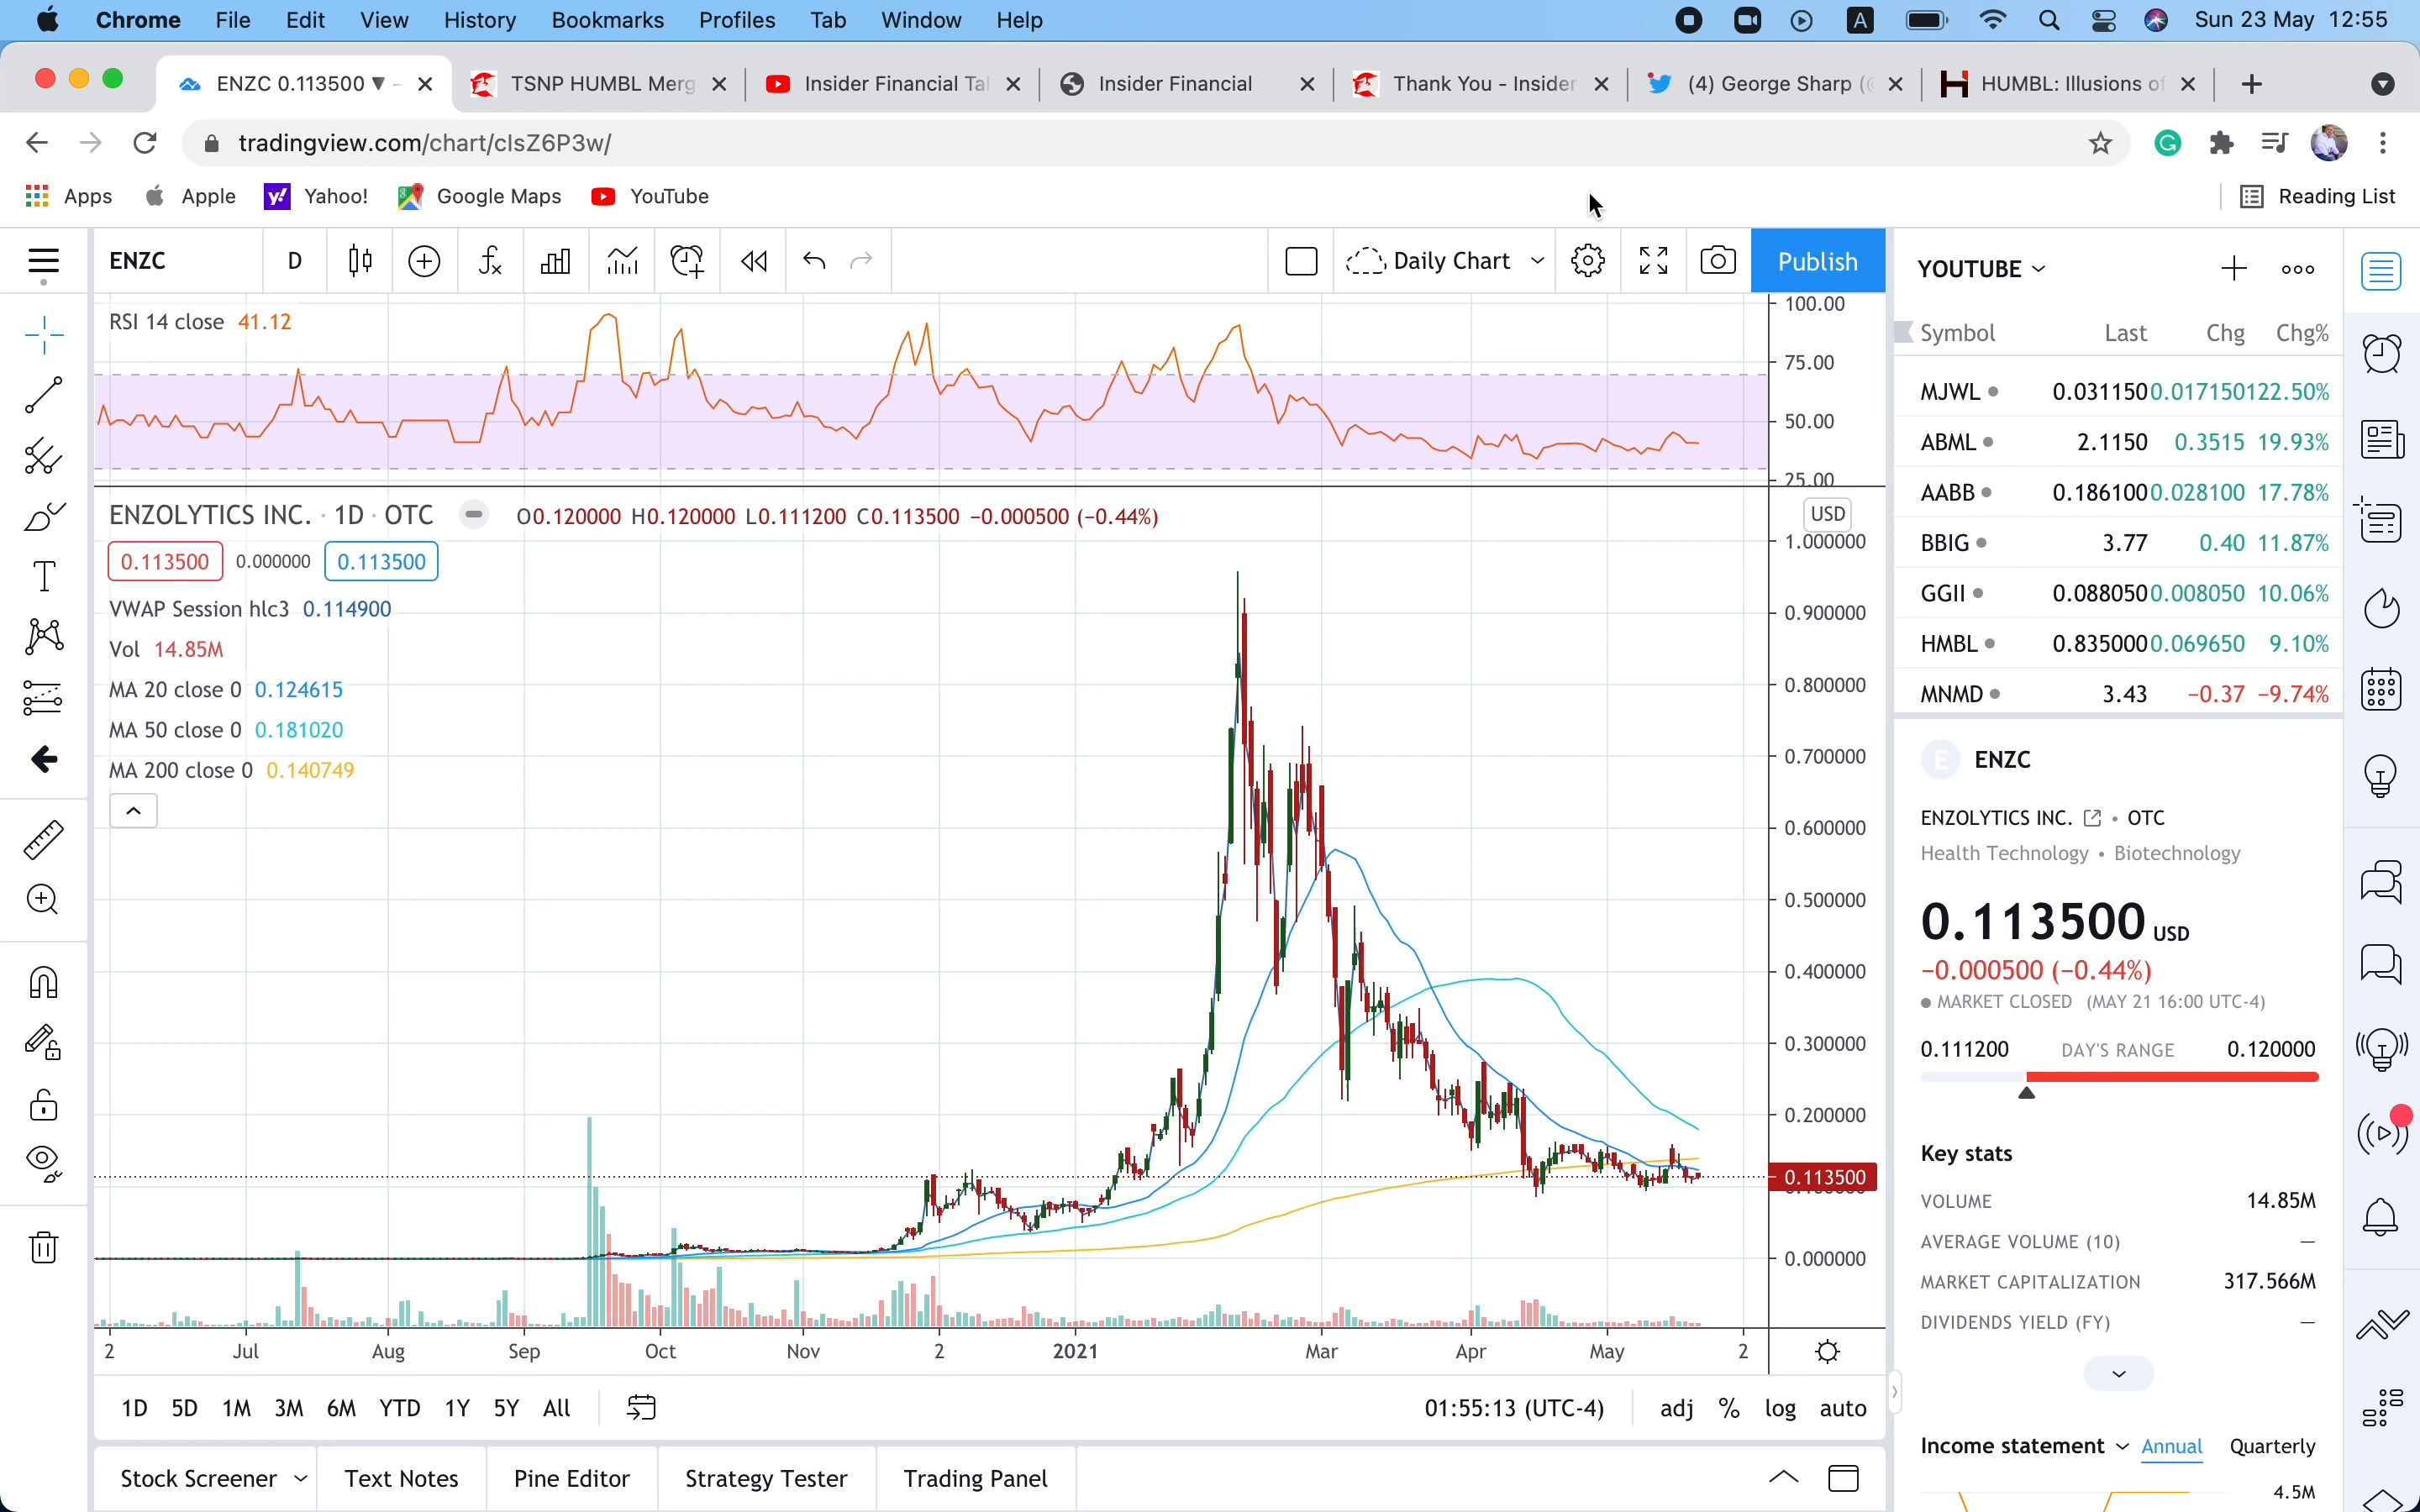 Chrome File Edit View History Bookmarks Profiles Tab Window Help A Sun 23 May 12:55
ENZC 0.113500 ▼ - TSNP HUMBL Merg Insider Financial Tal Insider Financial Thank You - Insider (4) George Sharp (@ HUMBL: Illusions of
tradingview.com/chart/clsZ6P3w/
Apps Apple Yahoo! Google Maps YouTube Reading List
ENZC D Daily Chart Publish
RSI 14 close 41.12
100.00
75.00
50.00
25.00
ENZOLYTICS INC. · 1D · OTC O0.120000 H0.120000 L0.111200 C0.113500 −0.000500 (−0.44%)
0.113500 0.000000 0.113500
VWAP Session hlc3 0.114900
Vol 14.85M
MA 20 close 0 0.124615
MA 50 close 0 0.181020
MA 200 close 0 0.140749
USD
1.000000
0.900000
0.800000
0.700000
0.600000
0.500000
0.400000
0.300000
0.200000
0.113500
0.100000
0.000000
2 Jul Aug Sep Oct Nov 2 2021 Mar Apr May 2
1D 5D 1M 3M 6M YTD 1Y 5Y All 01:55:13 (UTC-4) adj % log auto
Stock Screener Text Notes Pine Editor Strategy Tester Trading Panel
YOUTUBE
Symbol Last Chg Chg%
MJWL 0.031150 0.017150 122.50%
ABML 2.1150 0.3515 19.93%
AABB 0.186100 0.028100 17.78%
BBIG 3.77 0.40 11.87%
GGII 0.088050 0.008050 10.06%
HMBL 0.835000 0.069650 9.10%
MNMD 3.43 −0.37 −9.74%
E ENZC
ENZOLYTICS INC. • OTC
Health Technology • Biotechnology
0.113500 USD
−0.000500 (−0.44%)
MARKET CLOSED (MAY 21 16:00 UTC-4)
0.111200 DAY'S RANGE 0.120000
Key stats
VOLUME 14.85M
AVERAGE VOLUME (10) —
MARKET CAPITALIZATION 317.566M
DIVIDENDS YIELD (FY) —
Income statement Annual Quarterly
4.5M